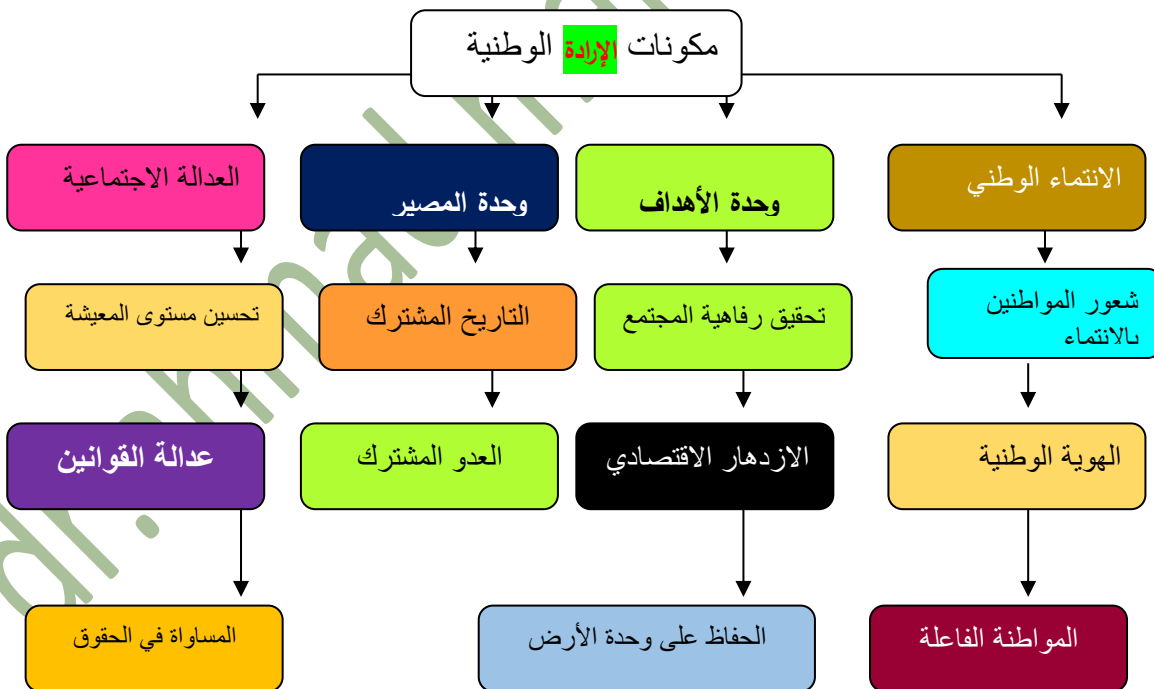 مكونات الإرادة الوطنية
الانتماء الوطني
وحدة الأهداف
وحدة المصير
العدالة الاجتماعية
شعور المواطنين
بالانتماء
تحقيق رفاهية المجتمع
التاريخ المشترك
تحسين مستوى المعيشة
الهوية الوطنية
الازدهار الاقتصادي
العدو المشترك
عدالة القوانين
المواطنة الفاعلة
الحفاظ على وحدة الأرض
المساواة في الحقوق